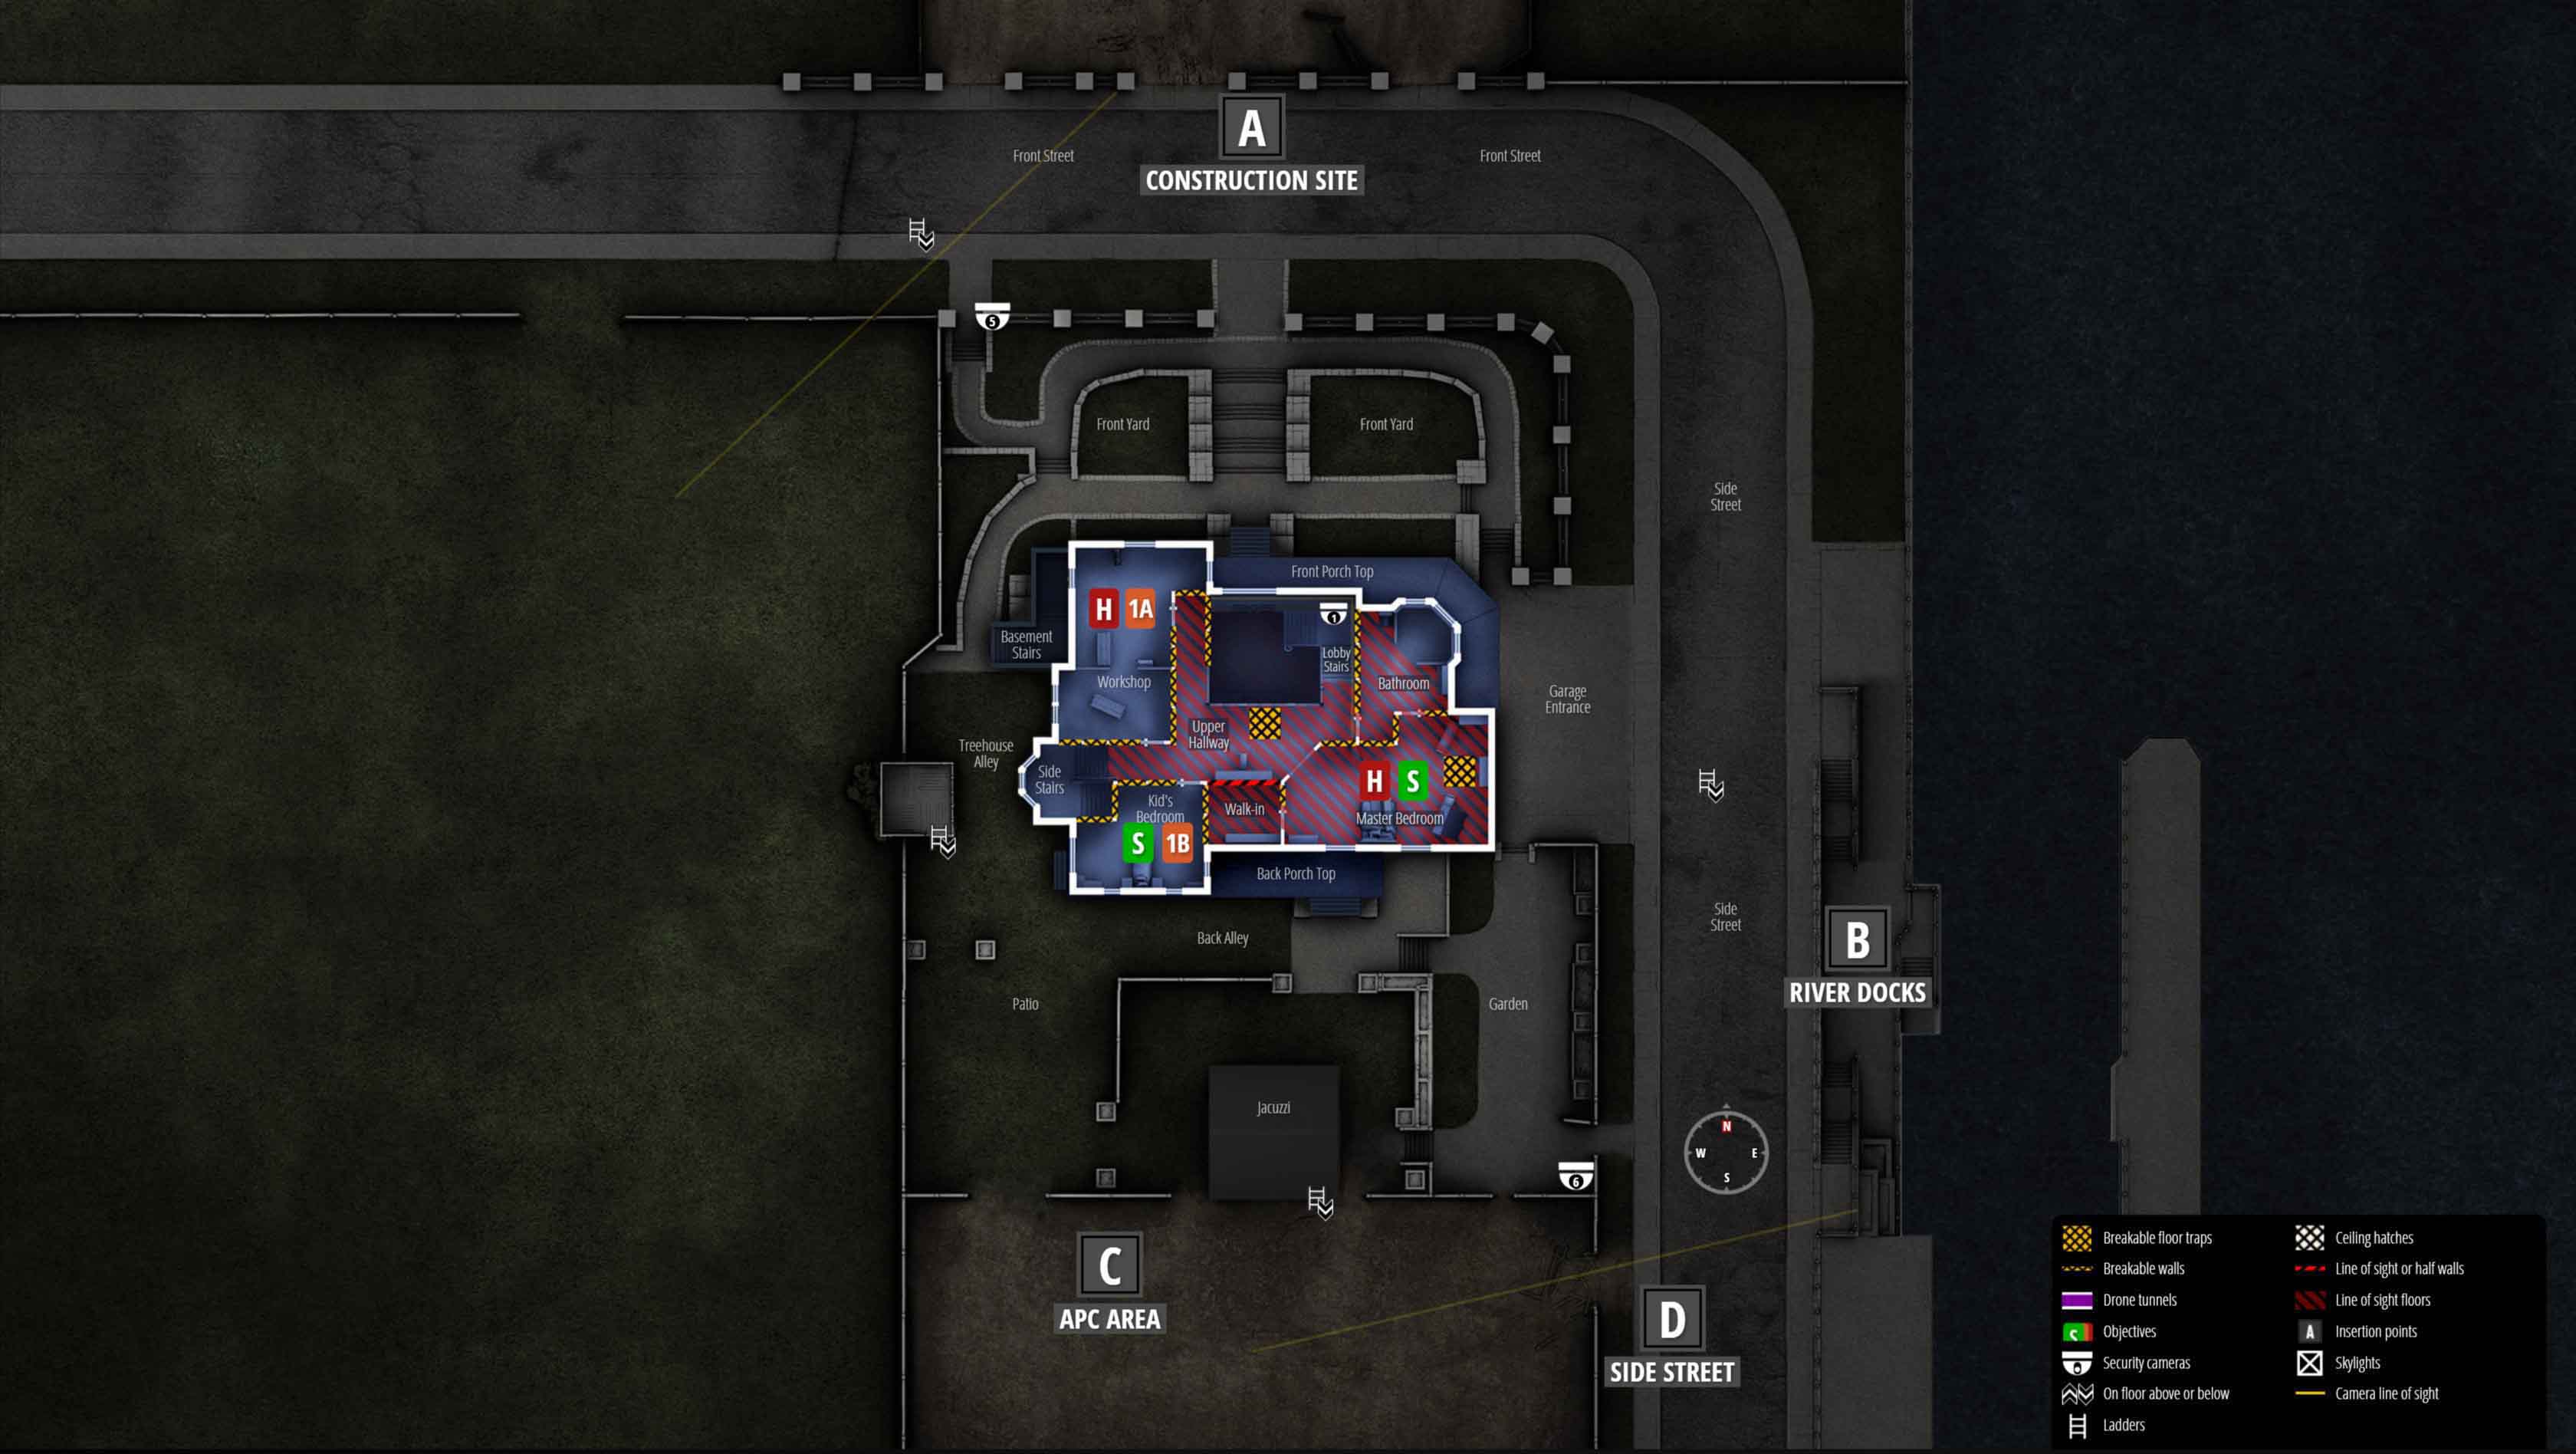 A
Front Street
Front Street
CONSTRUCTION SITE
5
Front Yard
Front Yard
Side
Street
Front Porch Top
H 1A
1
Basement
Stairs
Lobby
Stairs
Workshop
Bathroom
Garage
Entrance
Upper
Hallway
Treehouse
Alley
Side
Stairs
H S
Kid's
Bedroom
Walk-in
Master Bedroom
S 1B
Back Porch Top
Side
Street
B
Back Alley
RIVER DOCKS
Patio
Garden
Jacuzzi
N
W E
S
6
C
APC AREA
D
SIDE STREET
Breakable floor traps
Ceiling hatches
Breakable walls
Line of sight or half walls
Drone tunnels
Line of sight floors
S Objectives
A Insertion points
Security cameras
Skylights
On floor above or below
Camera line of sight
Ladders